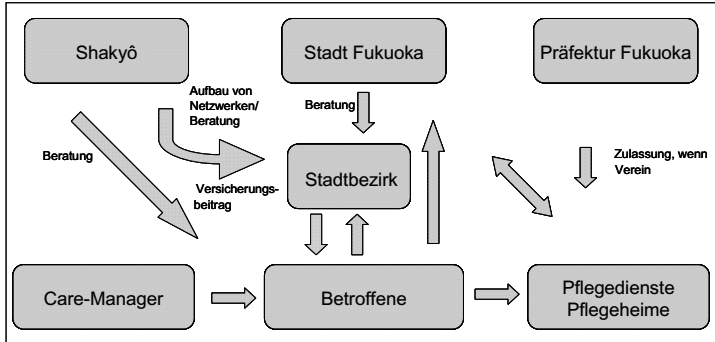 Shakyô
Stadt Fukuoka
Präfektur Fukuoka
Aufbau von
Netzwerken/
Beratung
Beratung
Beratung
Zulassung, wenn
Verein
Stadtbezirk
Versicherungs-
beitrag
Care-Manager
Betroffene
Pflegedienste
Pflegeheime